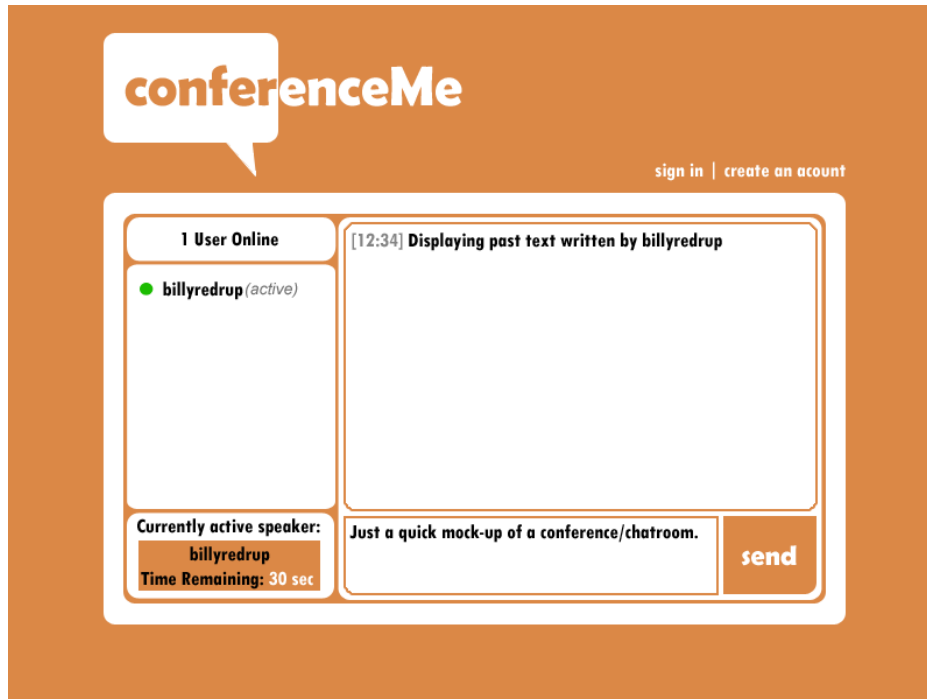 conferenceMe
sign in | create an acount
1 User Online
billyredrup (active)
[12:34] Displaying past text written by billyredrup
Currently active speaker:
billyredrup
Time Remaining: 30 sec
Just a quick mock-up of a conference/chatroom.
send